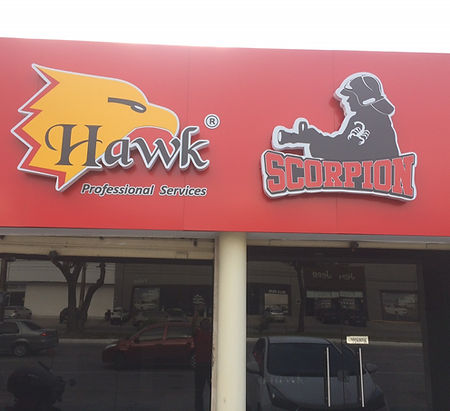 Hawk ®
Professional Services
SCORPION